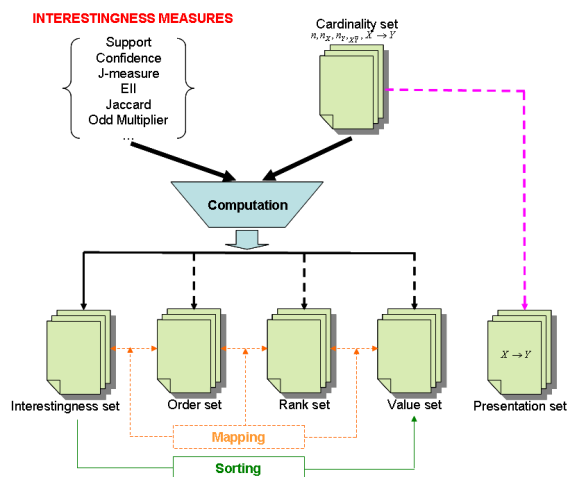 INTERESTINGNESS MEASURES
Support
Confidence
J-measure
EII
Jaccard
Odd Multiplier
...
Cardinality set
n, n_X, n_Y, n_XȲ, X → Y
Computation
X → Y
Interestingness set
Order set
Rank set
Value set
Presentation set
Mapping
Sorting